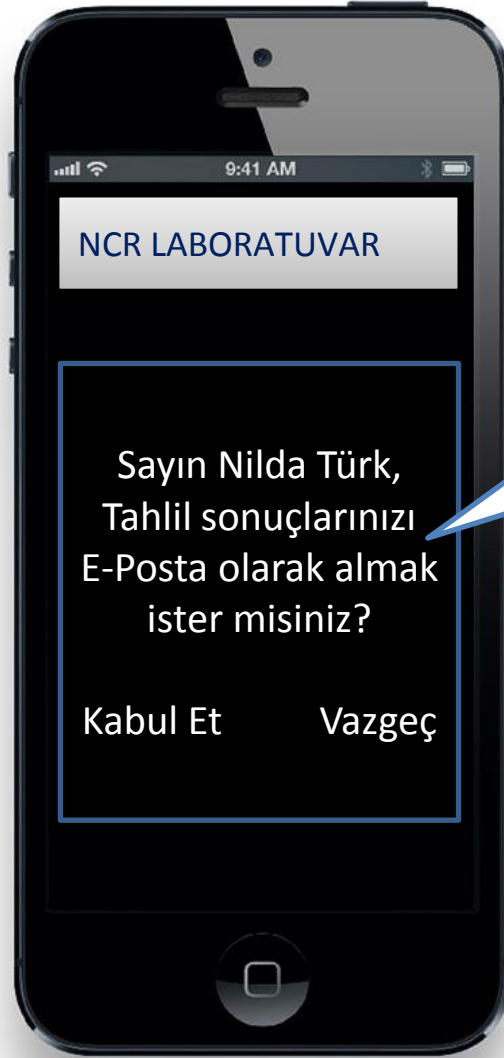 9:41 AM
NCR LABORATUVAR
Sayın Nilda Türk,
Tahlil sonuçlarınızı
E-Posta olarak almak
ister misiniz?
Kabul Et Vazgeç